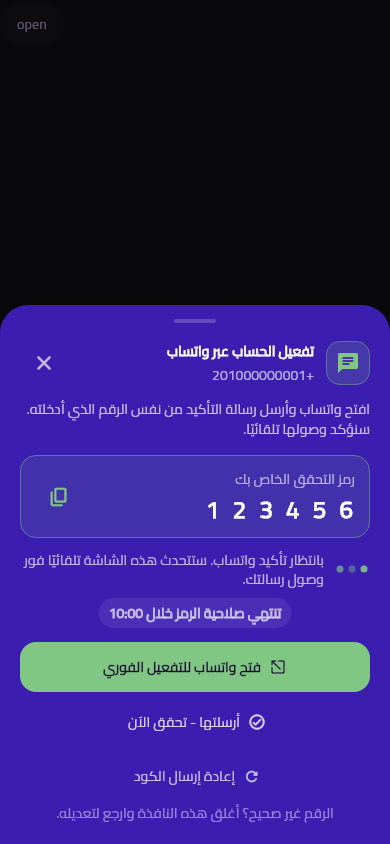 open
تفعيل الحساب عبر واتساب
201000000001+
افتح واتساب وأرسل رسالة التأكيد من نفس الرقم الذي أدخلته.
سنؤكد وصولها تلقائيًا.
رمز التحقق الخاص بك
1 2 3 4 5 6
بانتظار تأكيد واتساب. ستتحدث هذه الشاشة تلقائيًا فور
وصول رسالتك.
تنتهي صلاحية الرمز خلال 10:00
فتح واتساب للتفعيل الفوري
أرسلتها - تحقق الآن
إعادة إرسال الكود
الرقم غير صحيح؟ أغلق هذه النافذة وارجع لتعديله.